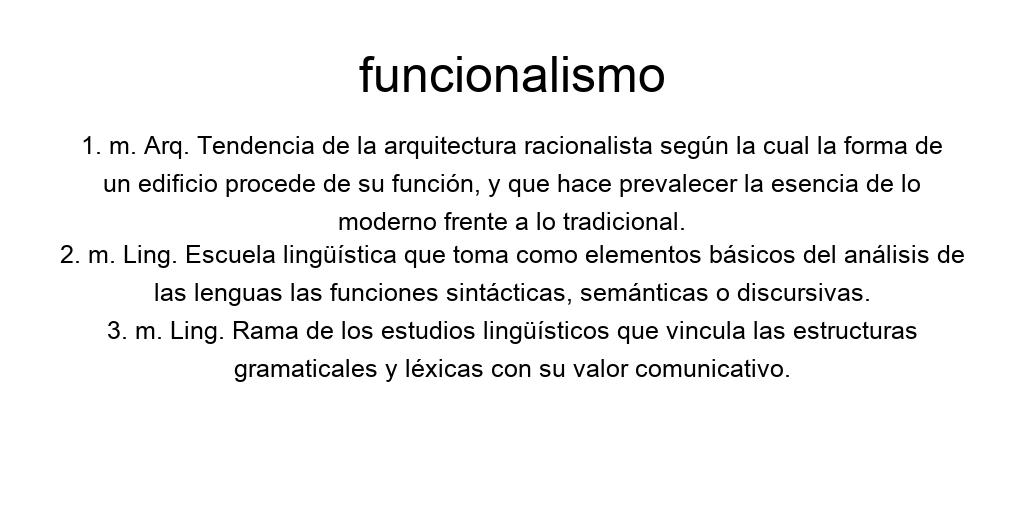 funcionalismo
1. m. Arq. Tendencia de la arquitectura racionalista según la cual la forma de
un edificio procede de su función, y que hace prevalecer la esencia de lo
moderno frente a lo tradicional.
2. m. Ling. Escuela lingüística que toma como elementos básicos del análisis de
las lenguas las funciones sintácticas, semánticas o discursivas.
3. m. Ling. Rama de los estudios lingüísticos que vincula las estructuras
gramaticales y léxicas con su valor comunicativo.